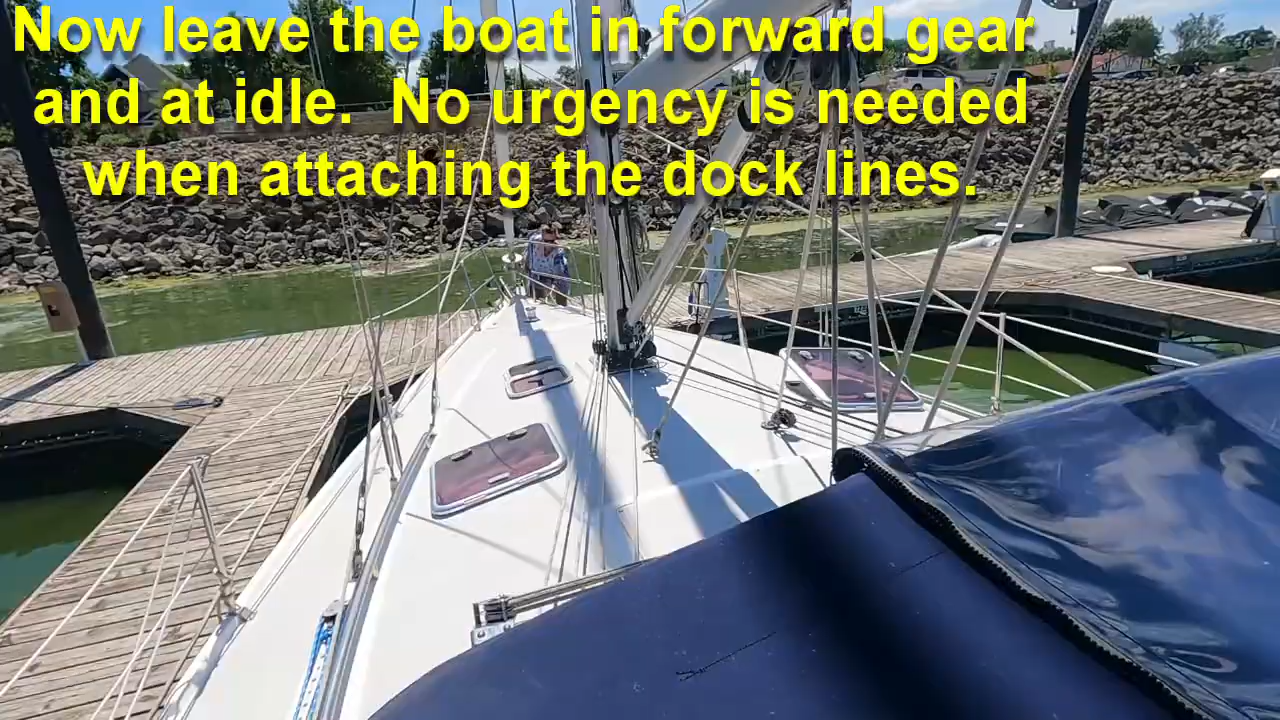 Now leave the boat in forward gear
and at idle.  No urgency is needed
when attaching the dock lines.